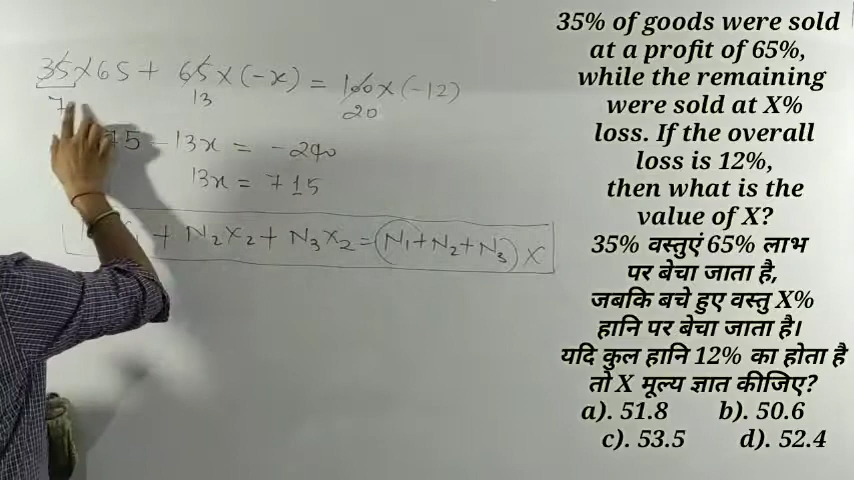 35×65 + 65×(-x) = 100×(-12)
7 13 20
75 - 13x = -240
13x = 715
+ N₂X₂ + N₃X₂ = (N₁+N₂+N₃) X
35% of goods were sold
at a profit of 65%,
while the remaining
were sold at X%
loss. If the overall
loss is 12%,
then what is the
value of X?
35% वस्तुएं 65% लाभ
पर बेचा जाता है,
जबकि बचे हुए वस्तु X%
हानि पर बेचा जाता है।
यदि कुल हानि 12% का होता है
तो X मूल्य ज्ञात कीजिए?
a). 51.8 b). 50.6
c). 53.5 d). 52.4